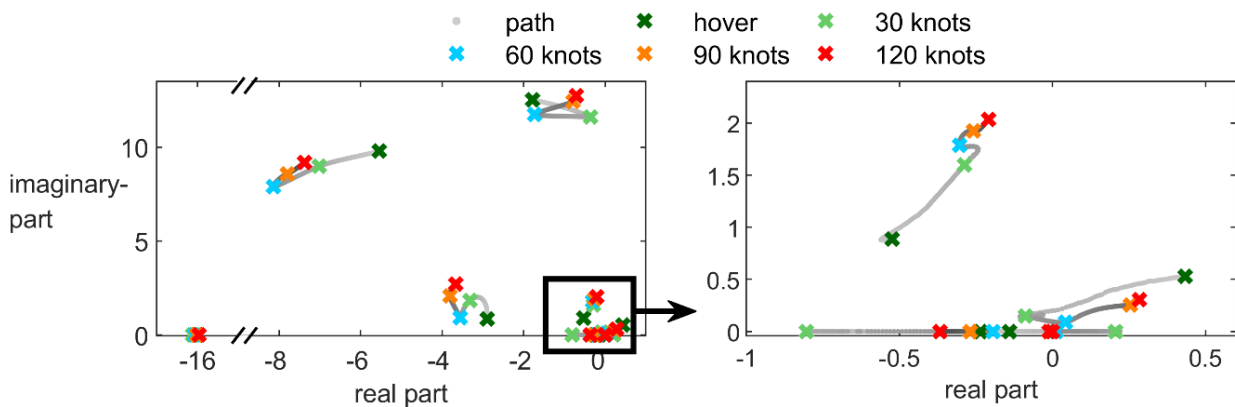 path hover 30 knots
60 knots 90 knots 120 knots
10
5
0
imaginary-
part
-16 -8 -6 -4 -2 0
real part
2
1.5
1
0.5
0
-1 -0.5 0 0.5
real part